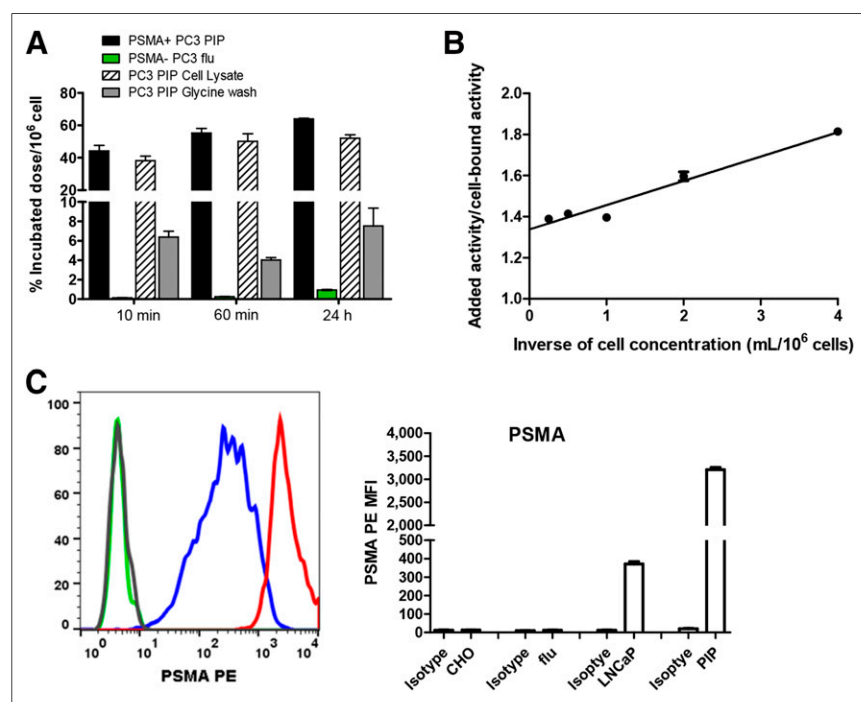 A
PSMA+ PC3 PIP
PSMA- PC3 flu
PC3 PIP Cell Lysate
PC3 PIP Glycine wash
% Incubated dose/10⁶ cell
80
60
40
20
10
8
6
4
2
0
10 min
60 min
24 h
B
Added activity/cell-bound activity
2.0
1.8
1.6
1.4
1.2
1.0
0
1
2
3
4
Inverse of cell concentration (mL/10⁶ cells)
C
100
80
60
40
20
0
10⁰
10¹
10²
10³
10⁴
PSMA PE
PSMA
PSMA PE MFI
4,000
3,500
3,000
2,500
2,000
500
400
300
200
100
0
Isotype
CHO
Isotype
flu
Isoptye
LNCaP
Isoptye
PIP